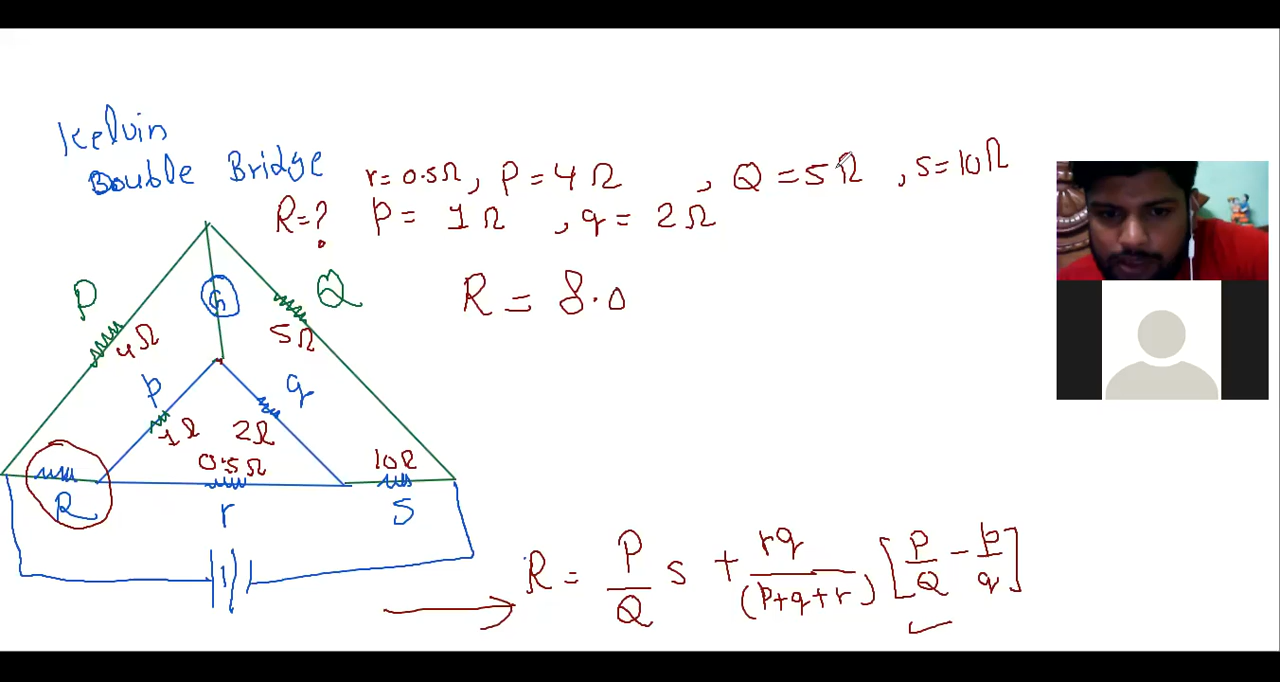 Kelvin
Double Bridge
r = 0.5Ω, P = 4Ω, Q = 5Ω, S = 10Ω
R = ? p = 1Ω, q = 2Ω
R = 8.0
P
G
Q
4Ω
5Ω
p
q
1Ω
2Ω
0.5Ω
10Ω
R
r
S
R = P/Q S + rq/(p+q+r) [P/Q - p/q]